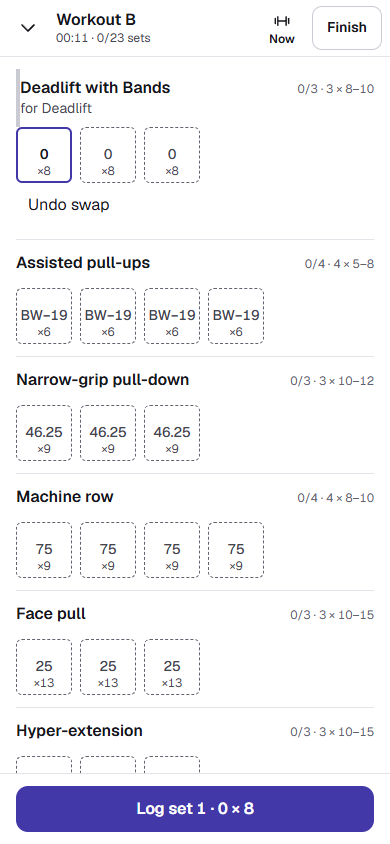 Workout B
00:11 · 0/23 sets
Now
Finish
Deadlift with Bands
0/3 · 3 × 8–10
for Deadlift
0 0 0
×8 ×8 ×8
Undo swap
Assisted pull-ups
0/4 · 4 × 5–8
BW−19 BW−19 BW−19 BW−19
×6 ×6 ×6 ×6
Narrow-grip pull-down
0/3 · 3 × 10–12
46.25 46.25 46.25
×9 ×9 ×9
Machine row
0/4 · 4 × 8–10
75 75 75 75
×9 ×9 ×9 ×9
Face pull
0/3 · 3 × 10–15
25 25 25
×13 ×13 ×13
Hyper-extension
0/3 · 3 × 10–15
Log set 1 · 0 × 8